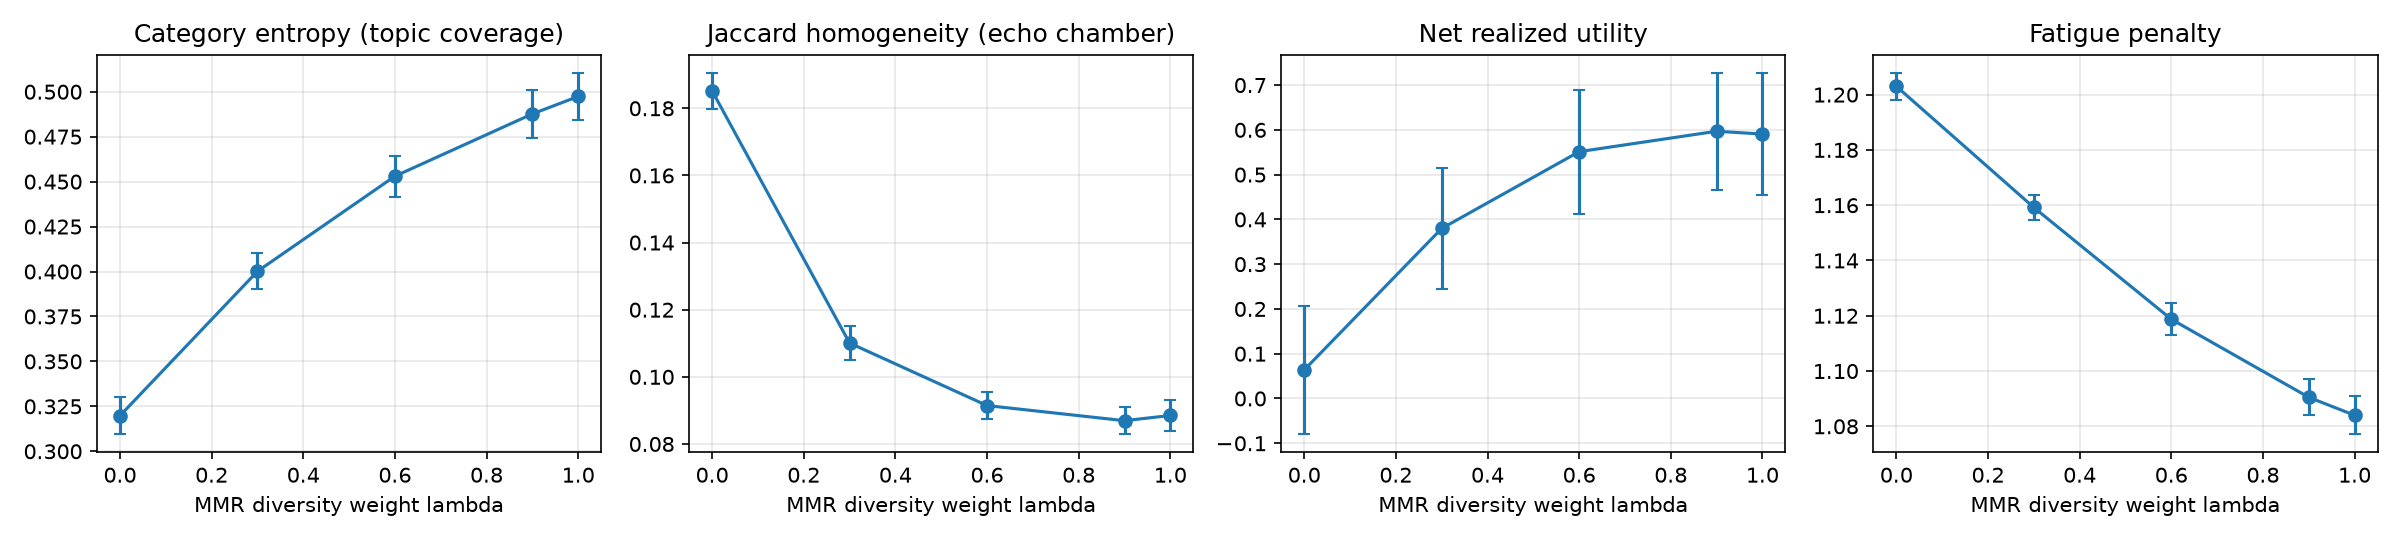 Category entropy (topic coverage)
0.500
0.475
0.450
0.425
0.400
0.375
0.350
0.325
0.300
0.0 0.2 0.4 0.6 0.8 1.0
MMR diversity weight lambda
Jaccard homogeneity (echo chamber)
0.18
0.16
0.14
0.12
0.10
0.08
0.0 0.2 0.4 0.6 0.8 1.0
MMR diversity weight lambda
Net realized utility
0.7
0.6
0.5
0.4
0.3
0.2
0.1
0.0
−0.1
0.0 0.2 0.4 0.6 0.8 1.0
MMR diversity weight lambda
Fatigue penalty
1.20
1.18
1.16
1.14
1.12
1.10
1.08
0.0 0.2 0.4 0.6 0.8 1.0
MMR diversity weight lambda